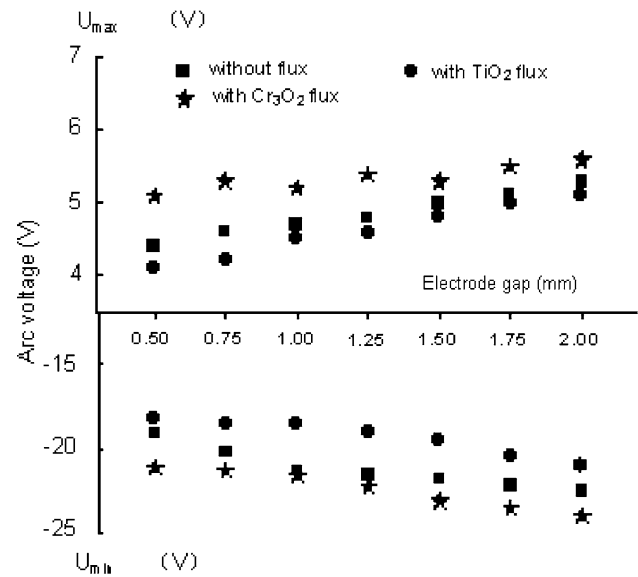 Umax (V)
7
without flux
with TiO2 flux
with Cr3O2 flux
6
5
4
Electrode gap (mm)
Arc voltage (V)
0.50 0.75 1.00 1.25 1.50 1.75 2.00
-15
-20
-25
Umin (V)